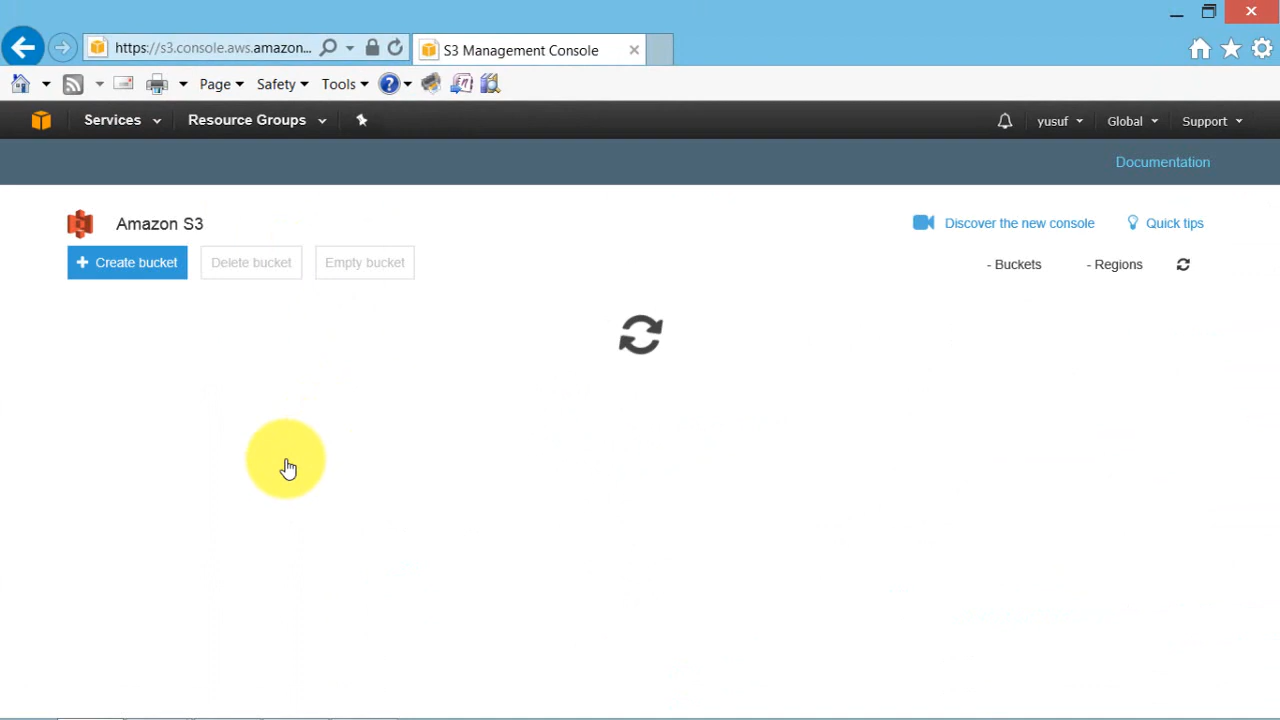 https://s3.console.aws.amazon...
S3 Management Console
Page
Safety
Tools
Services
Resource Groups
yusuf
Global
Support
Documentation
Amazon S3
Discover the new console
Quick tips
+ Create bucket
Delete bucket
Empty bucket
- Buckets
- Regions